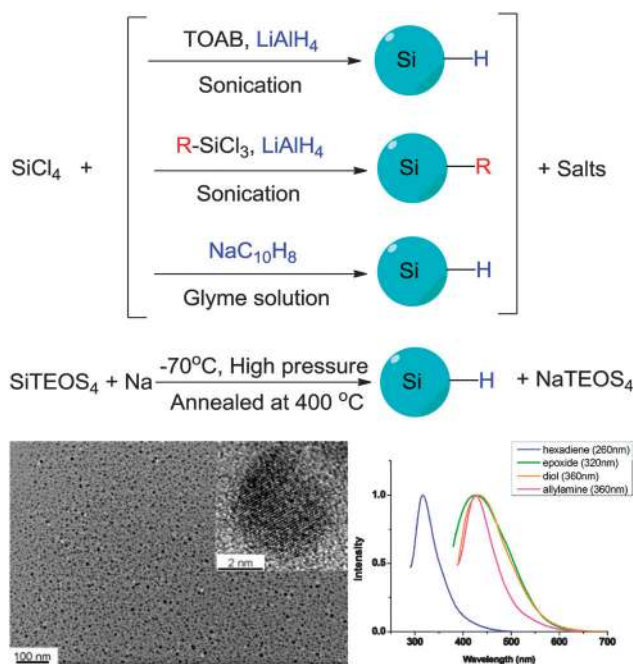 TOAB, LiAlH4
Si
H
Sonication
SiCl4 +
R-SiCl3, LiAlH4
Si
R
+ Salts
Sonication
NaC10H8
Si
H
Glyme solution
SiTEOS4 + Na
-70°C, High pressure
Si
H
+ NaTEOS4
Annealed at 400 °C
2 nm
100 nm
hexadiene (260nm)
epoxide (320nm)
diol (360nm)
allylamine (360nm)
1.0
0.5
0.0
Intensity
300
400
500
600
700
Wavelength (nm)